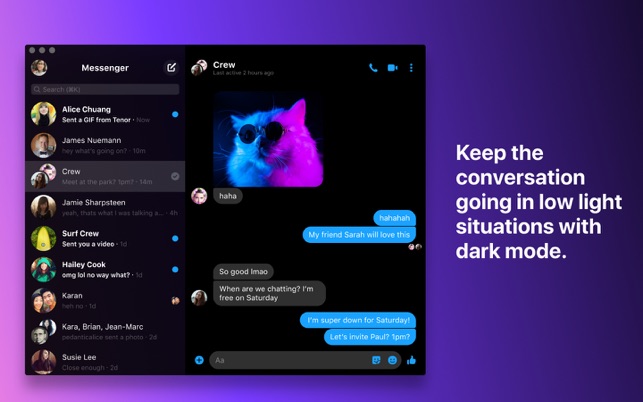 Messenger
Search (⌘K)
Alice Chuang
Sent a GIF from Tenor · Now
James Nuemann
hey what's going on? · 10m
Crew
Meet at the park? 1pm? · 14m
Jamie Sharpsteen
yeah, thats what I was talking a... · 4h
Surf Crew
Sent you a video · 1d
Hailey Cook
omg lol no way what? · 1d
Karan
heh no · 1d
Kara, Brian, Jean-Marc
pedanticalice sent a photo · 2d
Susie Lee
Close enough · 2d
Crew
Last active 2 hours ago
haha
hahahah
My friend Sarah will love this
So good lmao
When are we chatting? I'm
free on Saturday
I'm super down for Saturday!
Let's invite Paul? 1pm?
Aa
Keep the
conversation
going in low light
situations with
dark mode.